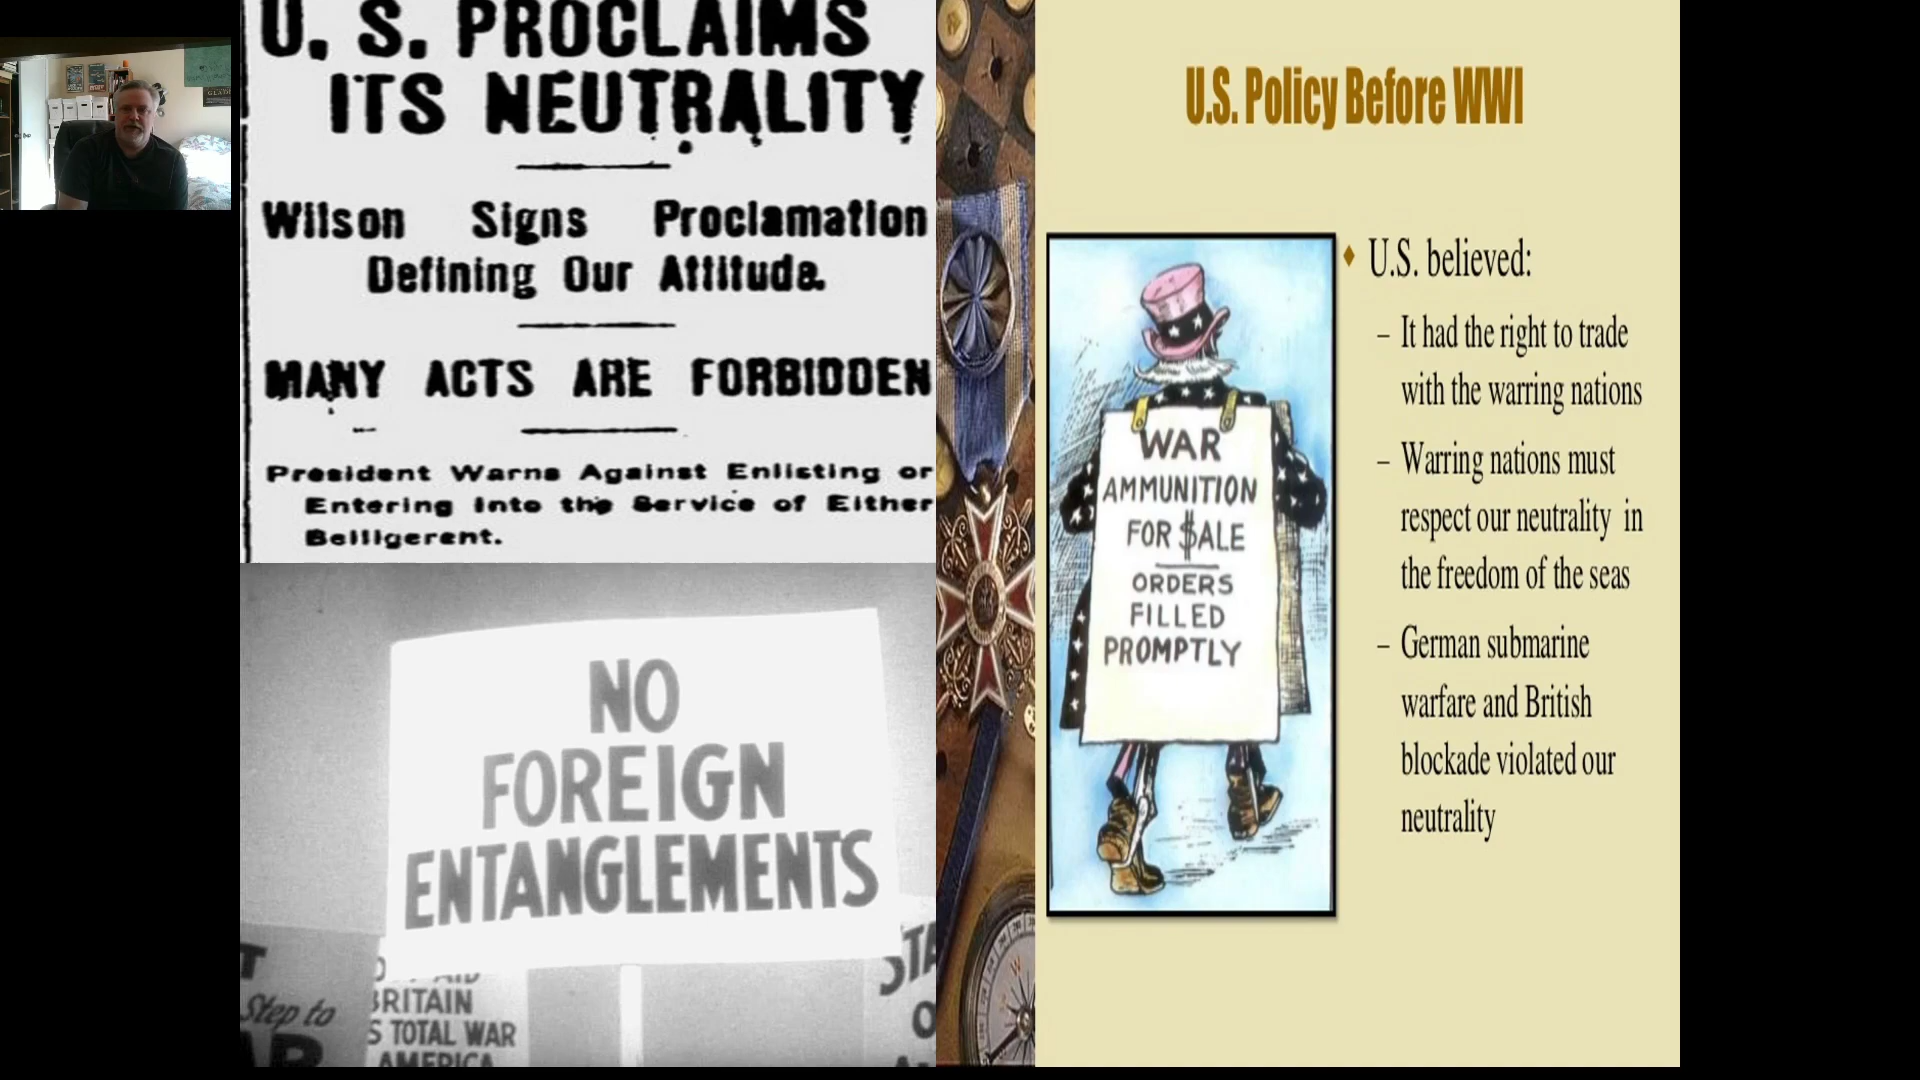 U. S. PROCLAIMS
ITS NEUTRALITY
Wilson Signs Proclamation
Defining Our Attitude.
MANY ACTS ARE FORBIDDEN
President Warns Against Enlisting or
Entering Into the Service of Either
Belligerent.
NO
FOREIGN
ENTANGLEMENTS
Step to
BRITAIN
TOTAL WAR
AMERICA
U.S. Policy Before WWI
WAR
AMMUNITION
FOR $ALE
ORDERS
FILLED
PROMPTLY
U.S. believed:
– It had the right to trade
with the warring nations
– Warring nations must
respect our neutrality in
the freedom of the seas
– German submarine
warfare and British
blockade violated our
neutrality